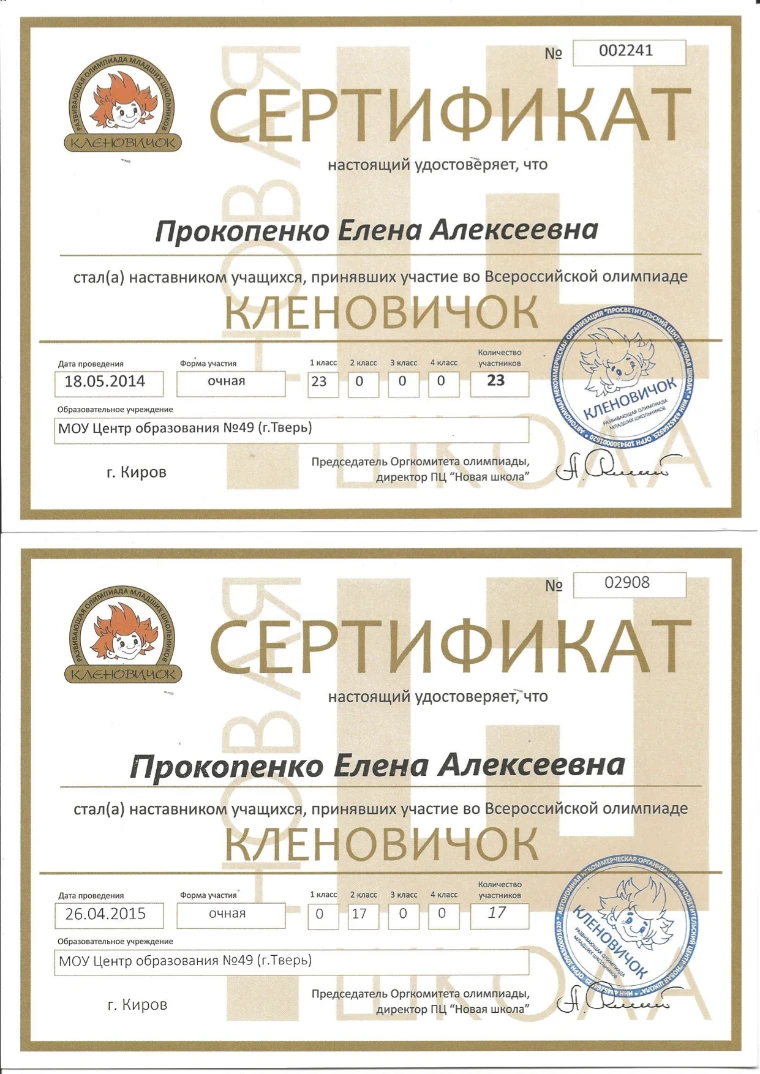 № 002241
РАЗВИВАЮЩАЯ ОЛИМПИАДА МЛАДШИХ ШКОЛЬНИКОВ
КЛЕНОВИЧОК
НОВАЯ
ШКОЛА
СЕРТИФИКАТ
настоящий удостоверяет, что
Прокопенко Елена Алексеевна
стал(а) наставником учащихся, принявших участие во Всероссийской олимпиаде
КЛЕНОВИЧОК
Дата проведения Форма участия 1 класс 2 класс 3 класс 4 класс Количество участников
18.05.2014 очная 23 0 0 0 23
Образовательное учреждение
МОУ Центр образования №49 (г.Тверь)
г. Киров
Председатель Оргкомитета олимпиады,
директор ПЦ "Новая школа"
АВТОНОМНАЯ НЕКОММЕРЧЕСКАЯ ОРГАНИЗАЦИЯ "ПРОСВЕТИТЕЛЬСКИЙ ЦЕНТР "НОВАЯ ШКОЛА"
КЛЕНОВИЧОК
РАЗВИВАЮЩАЯ ОЛИМПИАДА
МЛАДШИХ ШКОЛЬНИКОВ
№ 02908
РАЗВИВАЮЩАЯ ОЛИМПИАДА МЛАДШИХ ШКОЛЬНИКОВ
КЛЕНОВИЧОК
НОВАЯ
ШКОЛА
СЕРТИФИКАТ
настоящий удостоверяет, что
Прокопенко Елена Алексеевна
стал(а) наставником учащихся, принявших участие во Всероссийской олимпиаде
КЛЕНОВИЧОК
Дата проведения Форма участия 1 класс 2 класс 3 класс 4 класс Количество участников
26.04.2015 очная 0 17 0 0 17
Образовательное учреждение
МОУ Центр образования №49 (г.Тверь)
г. Киров
Председатель Оргкомитета олимпиады,
директор ПЦ "Новая школа"
АВТОНОМНАЯ НЕКОММЕРЧЕСКАЯ ОРГАНИЗАЦИЯ "ПРОСВЕТИТЕЛЬСКИЙ ЦЕНТР "НОВАЯ ШКОЛА"
КЛЕНОВИЧОК
РАЗВИВАЮЩАЯ ОЛИМПИАДА
МЛАДШИХ ШКОЛЬНИКОВ